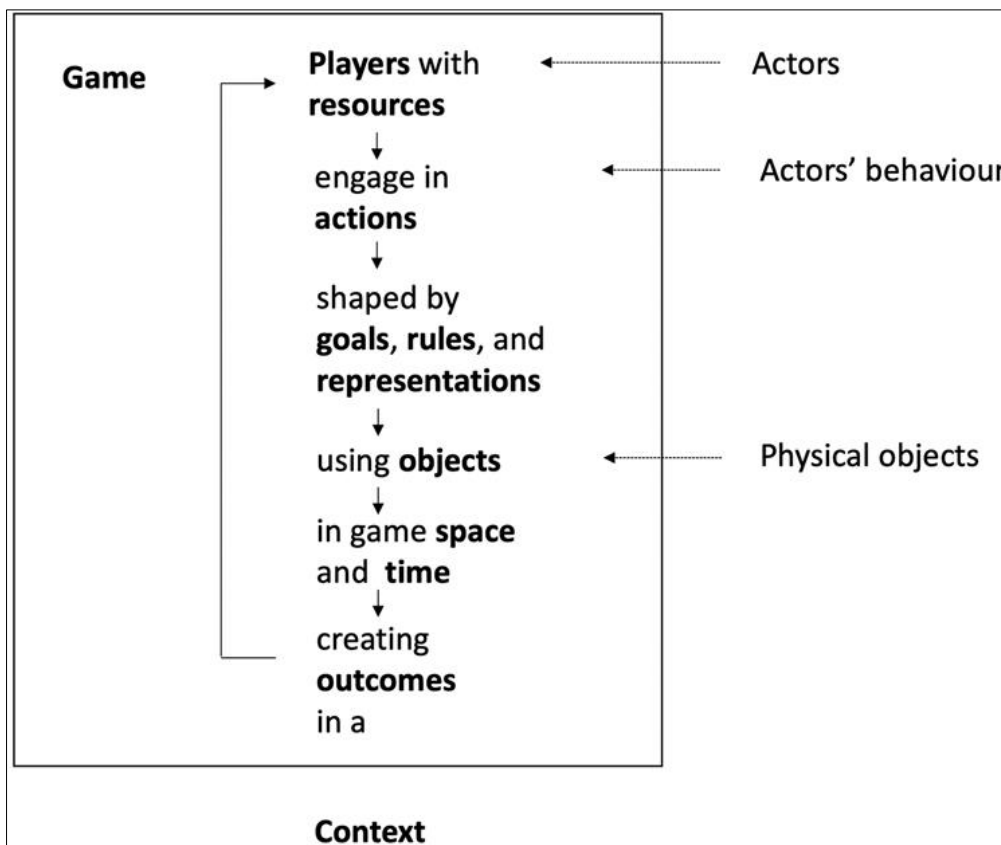 Game
Players with
resources
Actors
engage in
actions
Actors’ behaviour
shaped by
goals, rules, and
representations
using objects
Physical objects
in game space
and time
creating
outcomes
in a
Context